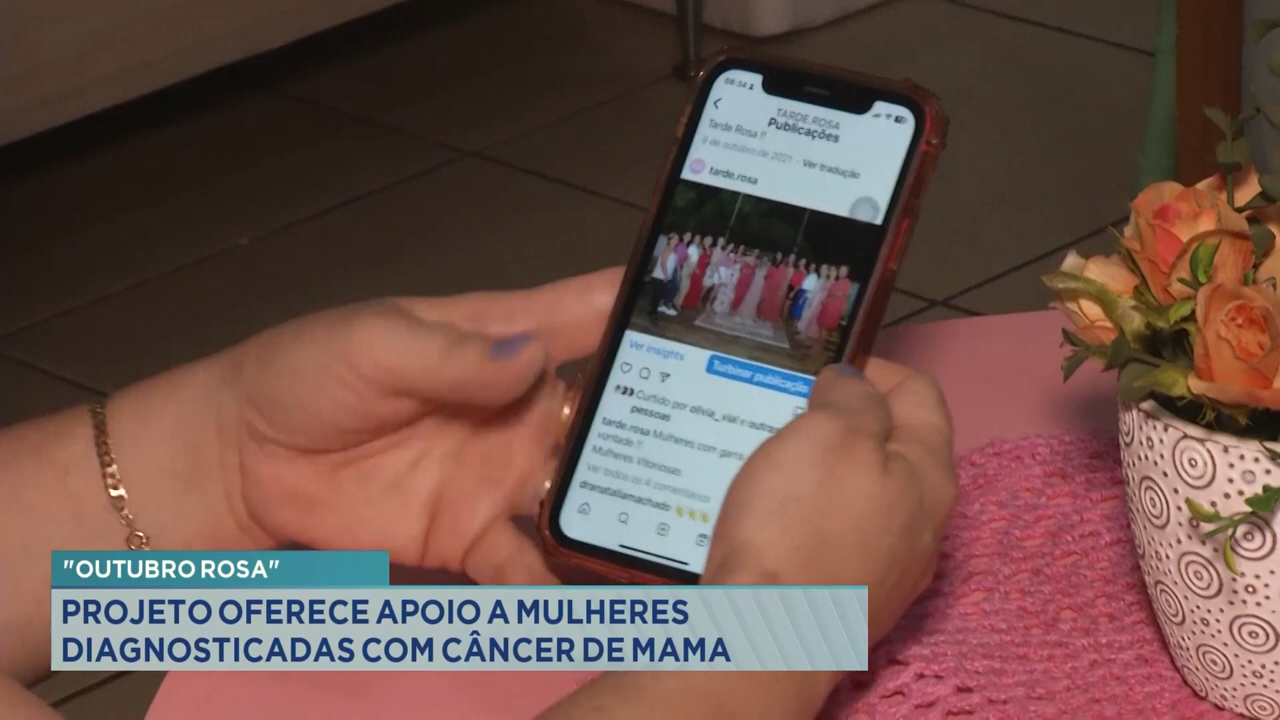 08:34
TARDE.ROSA
Publicações
Tarde Rosa !!
9 de outubro de 2021 · Ver tradução
tarde.rosa
Ver insights
Turbinar publicação
Curtido por olivia_vial e outras
pessoas
tarde.rosa Mulheres com garra,
vontade !!
Mulheres Vitoriosas.
Ver todos os 4 comentários
dranataliamachado
"OUTUBRO ROSA"
PROJETO OFERECE APOIO A MULHERES
DIAGNOSTICADAS COM CÂNCER DE MAMA